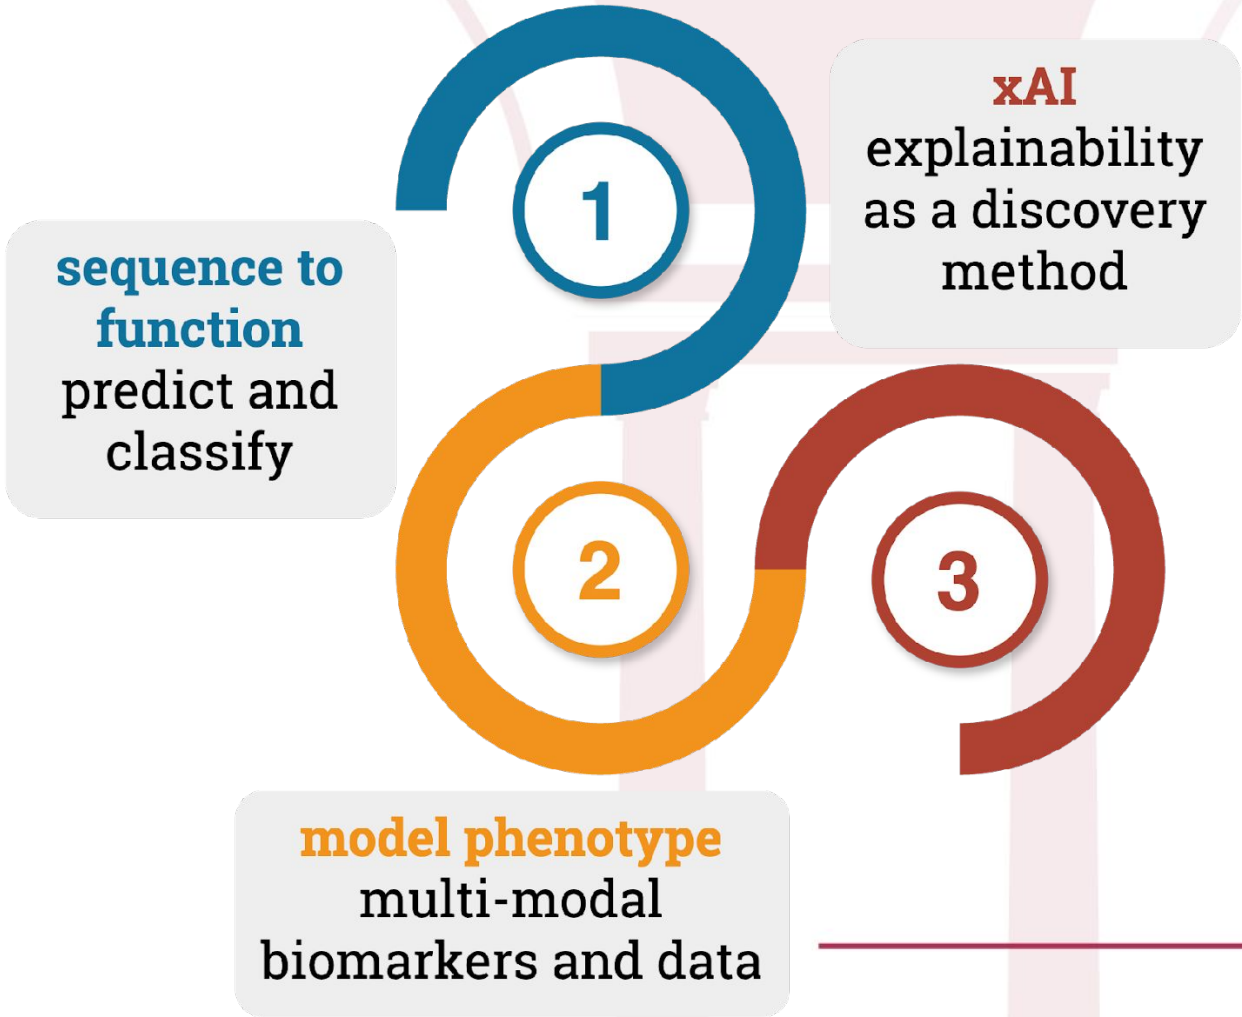 1
sequence to
function
predict and
classify
2
model phenotype
multi-modal
biomarkers and data
3
xAI
explainability
as a discovery
method